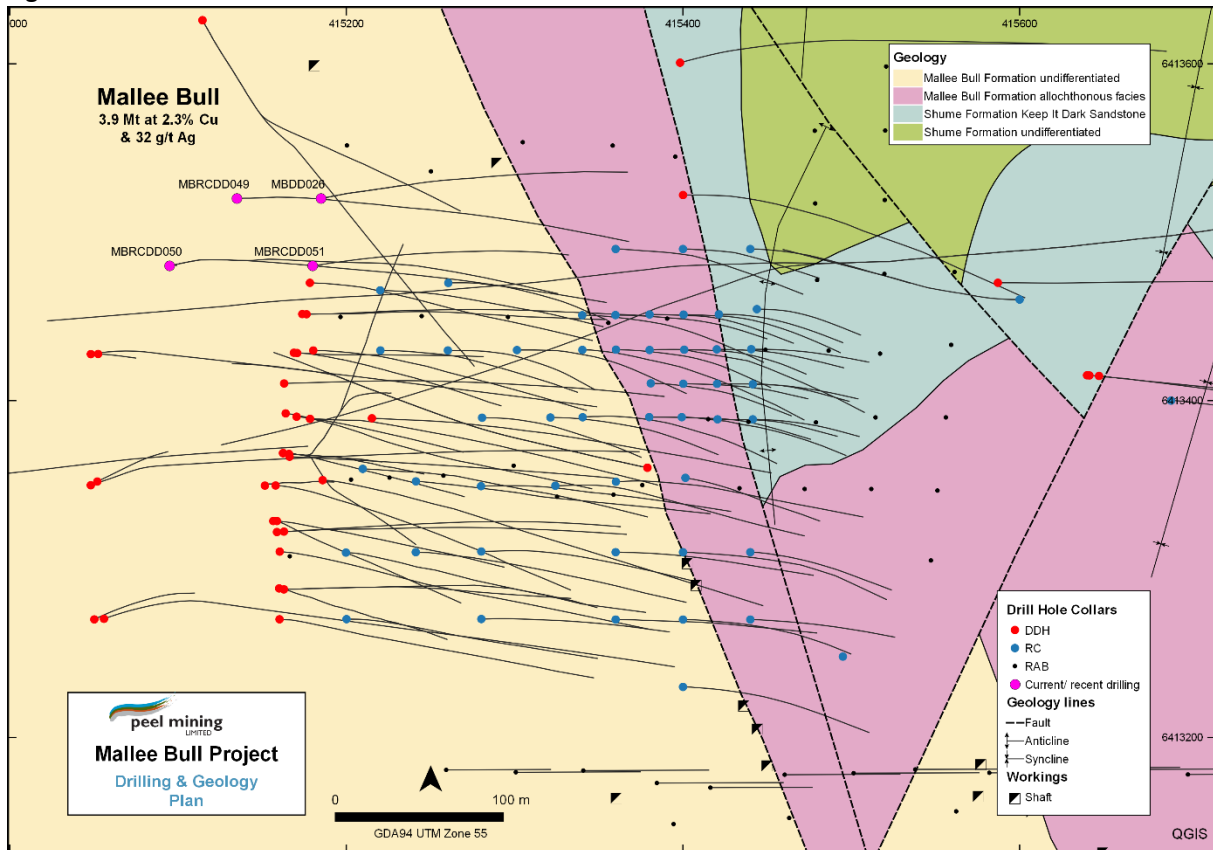 000
415200
415400
415600
Mallee Bull
3.9 Mt at 2.3% Cu
& 32 g/t Ag
Geology
Mallee Bull Formation undifferentiated
Mallee Bull Formation allochthonous facies
Shume Formation Keep It Dark Sandstone
Shume Formation undifferentiated
6413600
MBRCDD049
MBDD026
MBRCDD050
MBRCDD051
6413400
Drill Hole Collars
DDH
RC
RAB
Current/ recent drilling
Geology lines
Fault
Anticline
Syncline
Workings
Shaft
6413200
peel mining
LIMITED
Mallee Bull Project
Drilling & Geology
Plan
0
100 m
GDA94 UTM Zone 55
QGIS